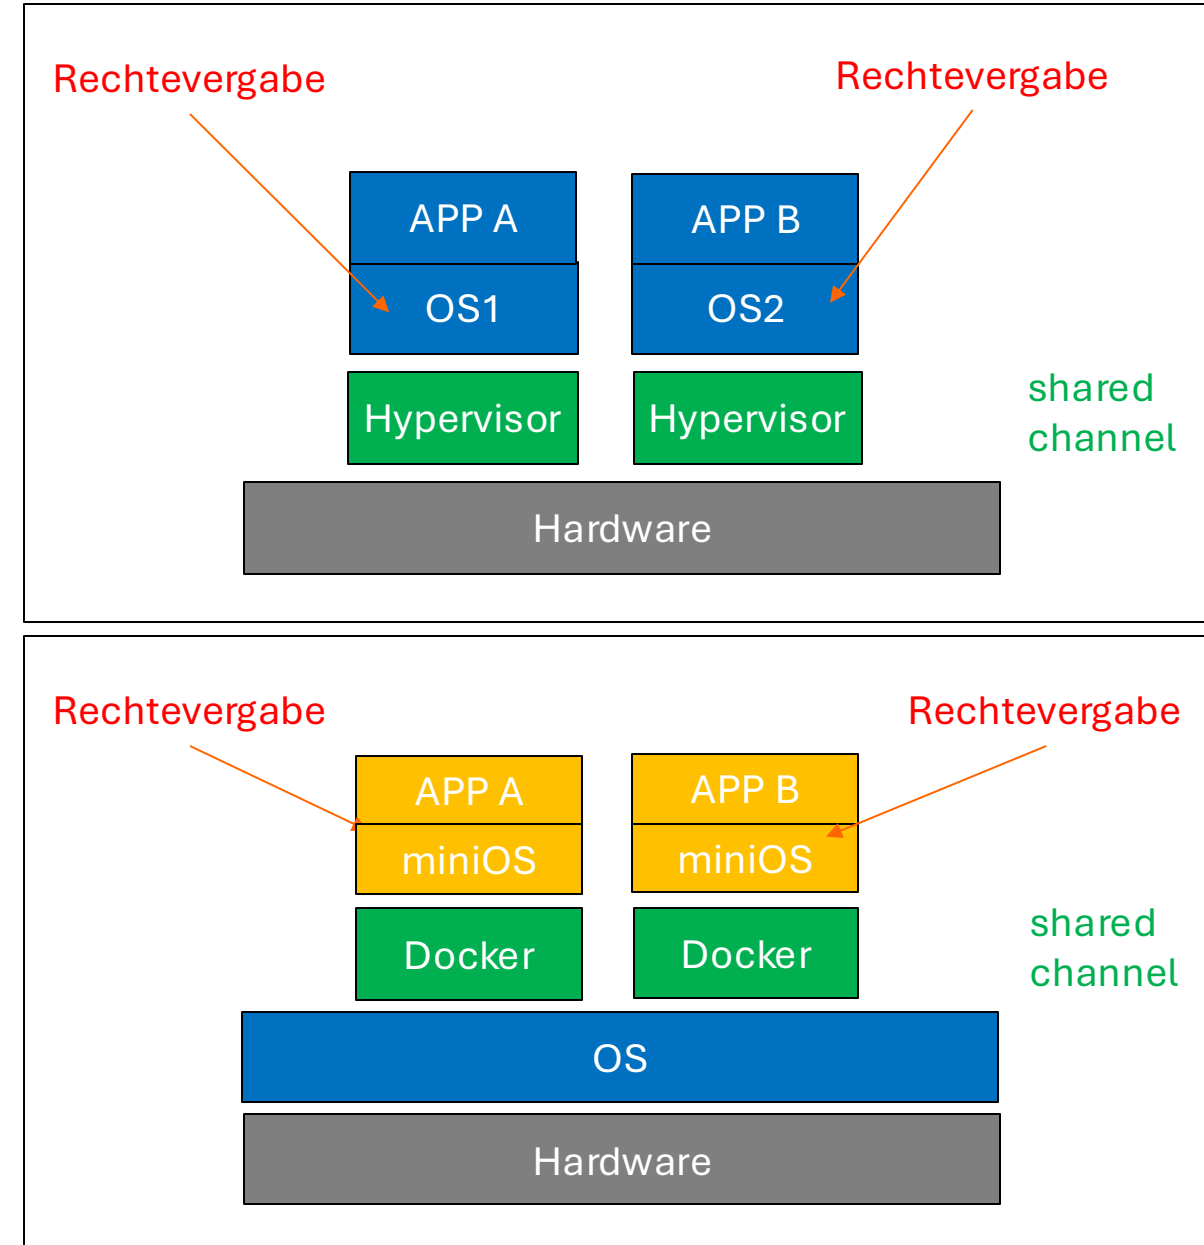 Rechtevergabe
Rechtevergabe
APP A
APP B
OS1
OS2
Hypervisor
Hypervisor
shared
channel
Hardware
Rechtevergabe
Rechtevergabe
APP A
APP B
miniOS
miniOS
Docker
Docker
shared
channel
OS
Hardware